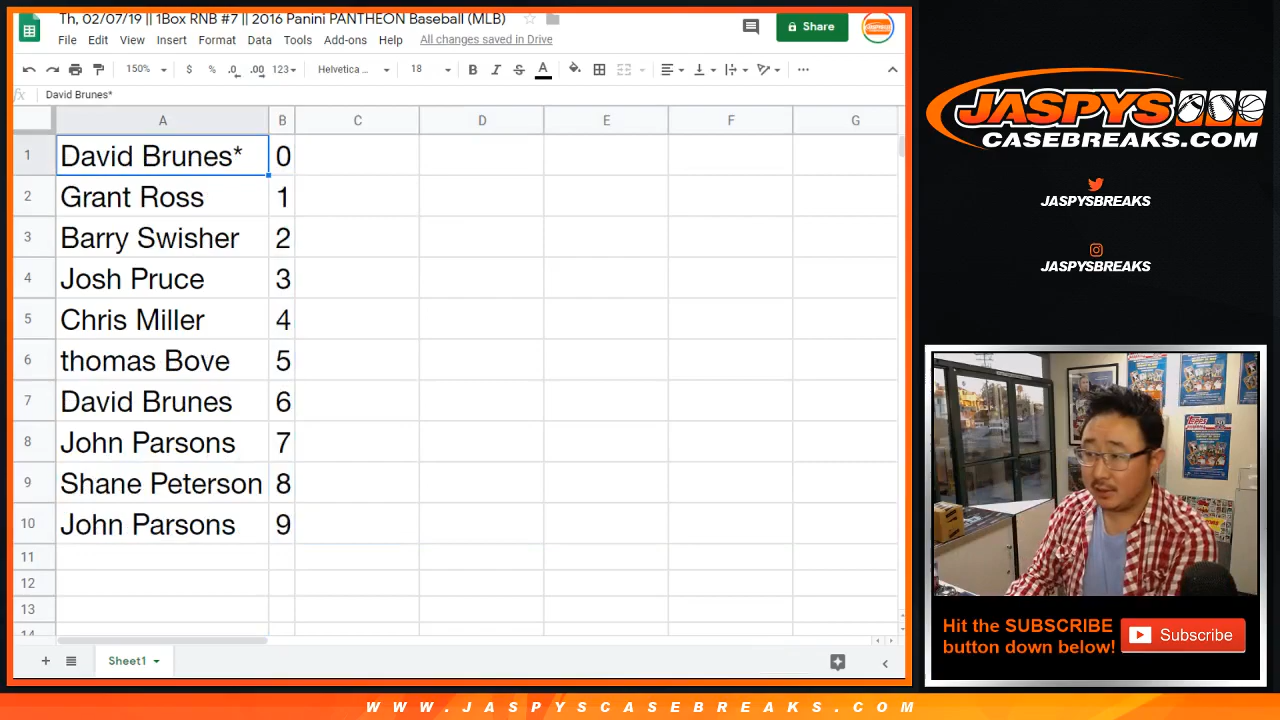 Th, 02/07/19 || 1Box RNB #7 || 2016 Panini PANTHEON Baseball (MLB)
File Edit View Insert Format Data Tools Add-ons Help All changes saved in Drive
Share
150% $ % .0 .00 123 Helvetica ... 18 B I S A
fx David Brunes*
A B C D E F G
1 David Brunes* 0
2 Grant Ross 1
3 Barry Swisher 2
4 Josh Pruce 3
5 Chris Miller 4
6 thomas Bove 5
7 David Brunes 6
8 John Parsons 7
9 Shane Peterson 8
10 John Parsons 9
11
12
13
14
Sheet1
JASPYS
CASEBREAKS.COM
JASPYSBREAKS
JASPYSBREAKS
Hit the SUBSCRIBE
button down below!
Subscribe
WWW.JASPYSCASEBREAKS.COM